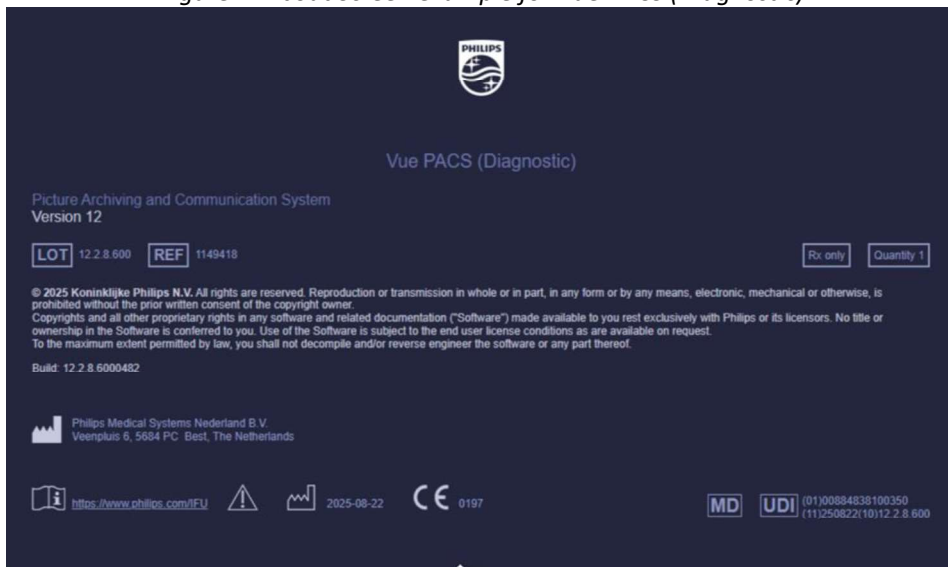 PHILIPS
Vue PACS (Diagnostic)
Picture Archiving and Communication System
Version 12
LOT 12.2.8.600 REF 1149418 Rx only Quantity 1
© 2025 Koninklijke Philips N.V. All rights are reserved. Reproduction or transmission in whole or in part, in any form or by any means, electronic, mechanical or otherwise, is
prohibited without the prior written consent of the copyright owner.
Copyrights and all other proprietary rights in any software and related documentation ("Software") made available to you rest exclusively with Philips or its licensors. No title or
ownership in the Software is conferred to you. Use of the Software is subject to the end user license conditions as are available on request.
To the maximum extent permitted by law, you shall not decompile and/or reverse engineer the software or any part thereof.
Build: 12.2.8.6000482
Philips Medical Systems Nederland B.V.
Veenpluis 6, 5684 PC Best, The Netherlands
https://www.philips.com/IFU 2025-08-22 CE 0197 MD UDI (01)00884838100350
(11)250822(10)12.2.8.600